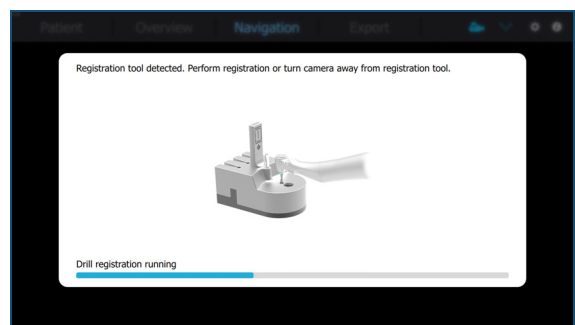 Patient Overview Navigation Export
Registration tool detected. Perform registration or turn camera away from registration tool.
Drill registration running